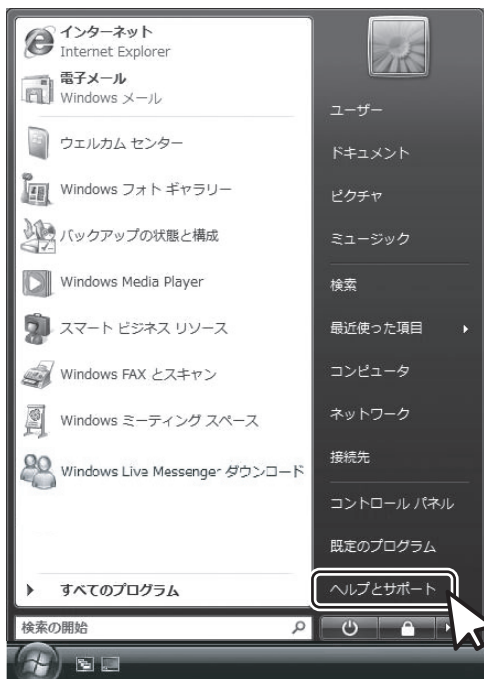 インターネット
Internet Explorer
電子メール
Windows メール
ウェルカム センター
Windows フォト ギャラリー
バックアップの状態と構成
Windows Media Player
スマート ビジネス リソース
Windows FAX とスキャン
Windows ミーティング スペース
Windows Live Messenger ダウンロード
すべてのプログラム
検索の開始
ユーザー
ドキュメント
ピクチャ
ミュージック
検索
最近使った項目
コンピュータ
ネットワーク
接続先
コントロール パネル
既定のプログラム
ヘルプとサポート